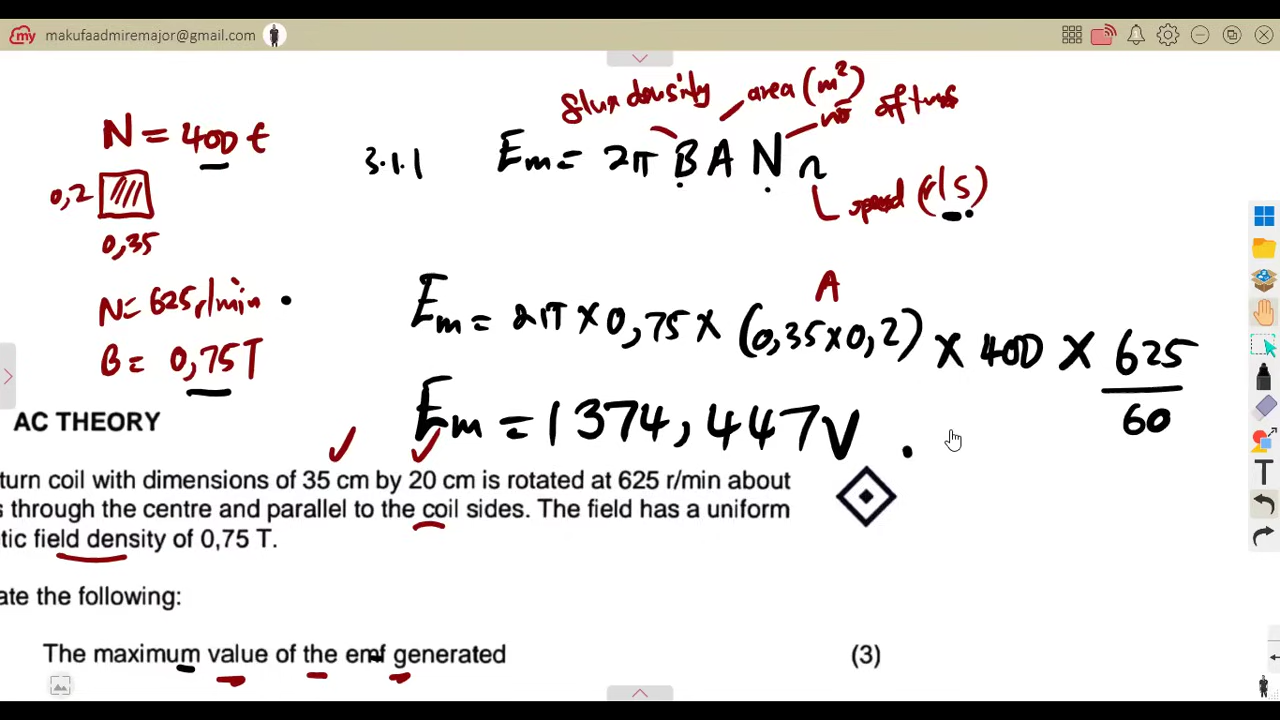 my makufaadmiremajor@gmail.com
flux density area (m²) no of turns
N = 400 t
3.1.1 Em = 2π B A N n
0,2
speed (r/s)
0,35
A
N = 625 r/min .
Em = 2π × 0,75 × (0,35 × 0,2) × 400 × 625
60
B = 0,75 T
AC THEORY
Em = 1374,447 V .
turn coil with dimensions of 35 cm by 20 cm is rotated at 625 r/min about
s through the centre and parallel to the coil sides. The field has a uniform
tic field density of 0,75 T.
ate the following:
The maximum value of the emf generated (3)